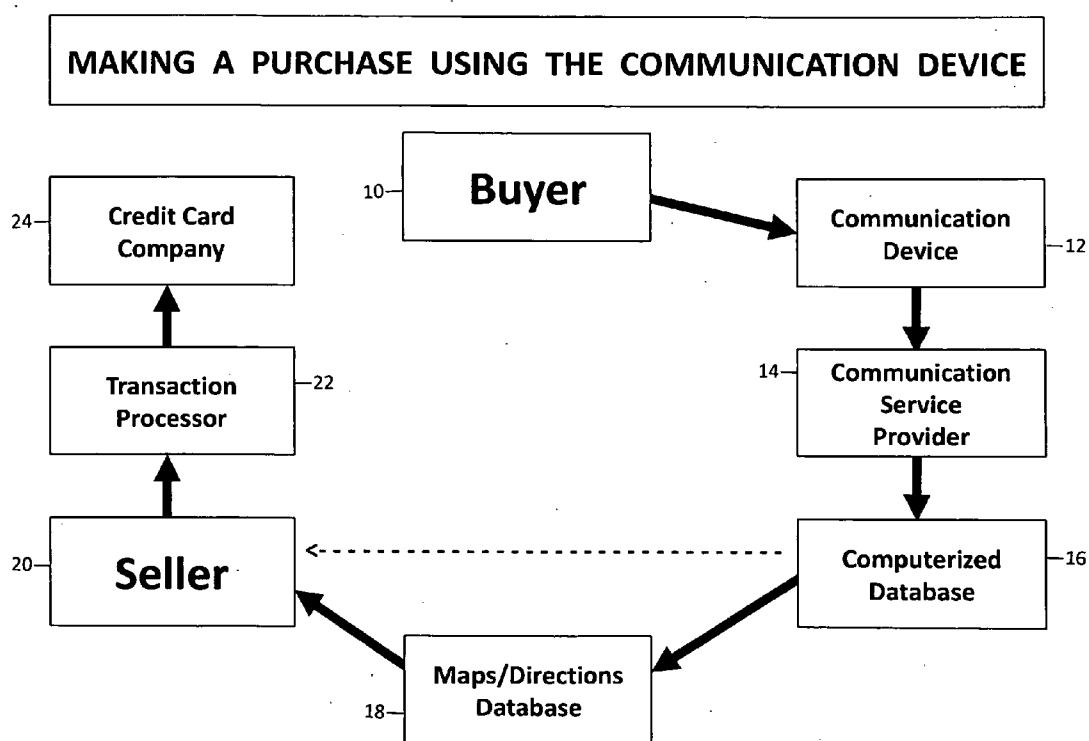 MAKING A PURCHASE USING THE COMMUNICATION DEVICE
10
Buyer
24
Credit Card
Company
Communication
Device
12
Transaction
Processor
22
14
Communication
Service
Provider
20
Seller
Computerized
Database
16
Maps/Directions
Database
18